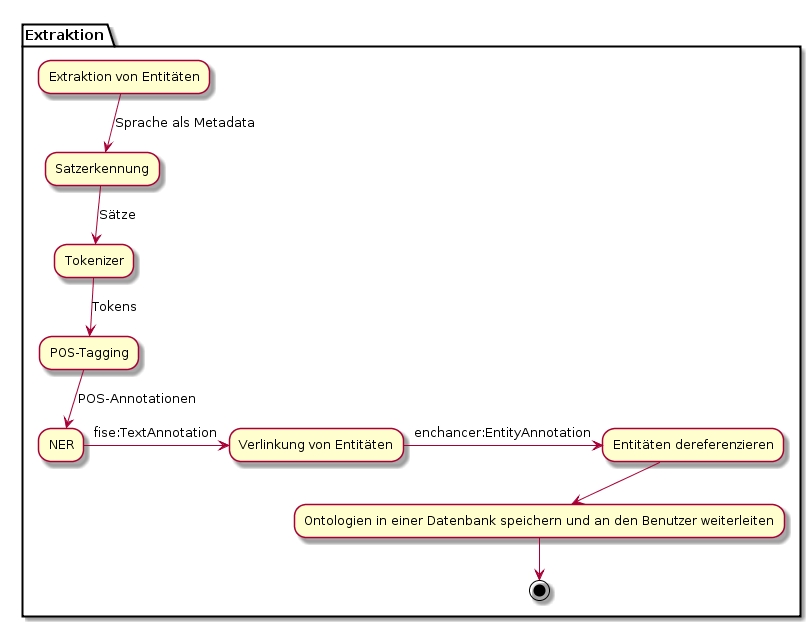 Extraktion
Extraktion von Entitäten
Sprache als Metadata
Satzerkennung
Sätze
Tokenizer
Tokens
POS-Tagging
POS-Annotationen
NER
fise:TextAnnotation
Verlinkung von Entitäten
enchancer:EntityAnnotation
Entitäten dereferenzieren
Ontologien in einer Datenbank speichern und an den Benutzer weiterleiten